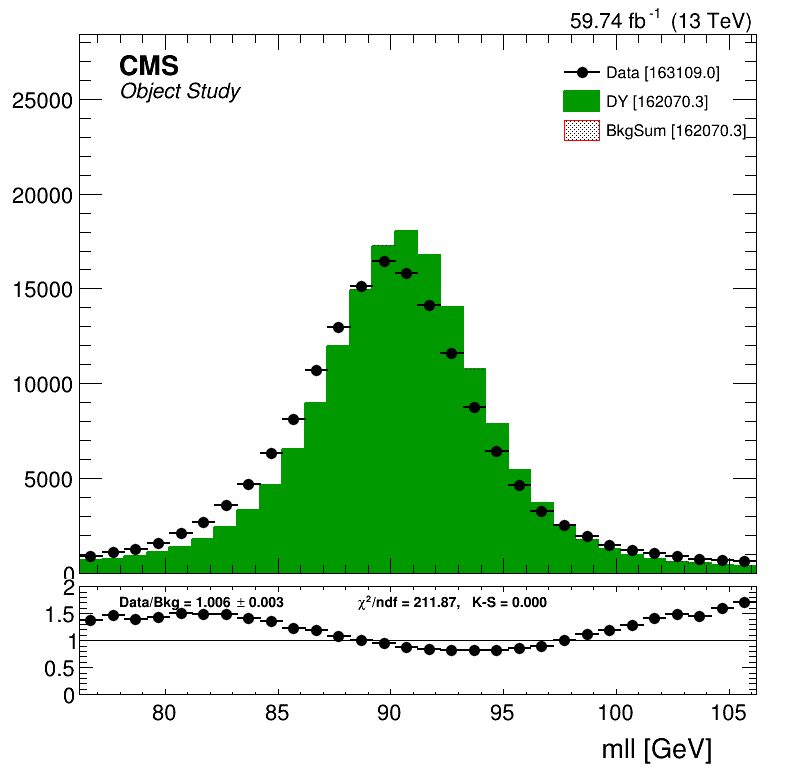 59.74 fb⁻¹ (13 TeV)
CMS
Object Study
Data [163109.0]
DY [162070.3]
BkgSum [162070.3]
25000
20000
15000
10000
5000
0
2
1.5
1
0.5
0
Data/Bkg = 1.006 ± 0.003
χ²/ndf = 211.87, K-S = 0.000
80 85 90 95 100 105
mll [GeV]